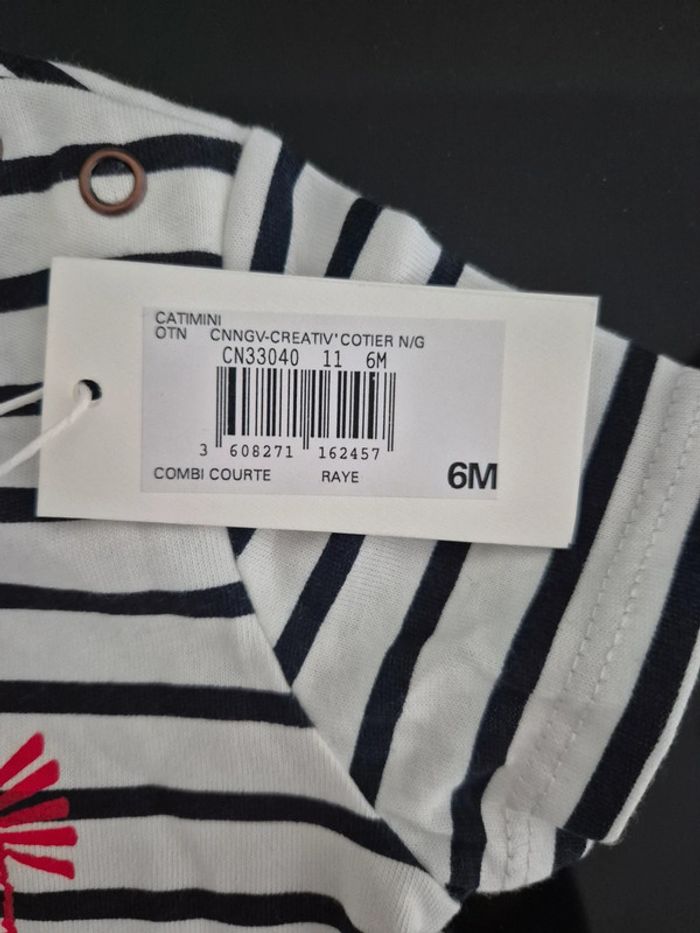 CATIMINI
OTN CNNGV-CREATIV'COTIER N/G
CN33040 11 6M
3 608271 162457
COMBI COURTE RAYE 6M